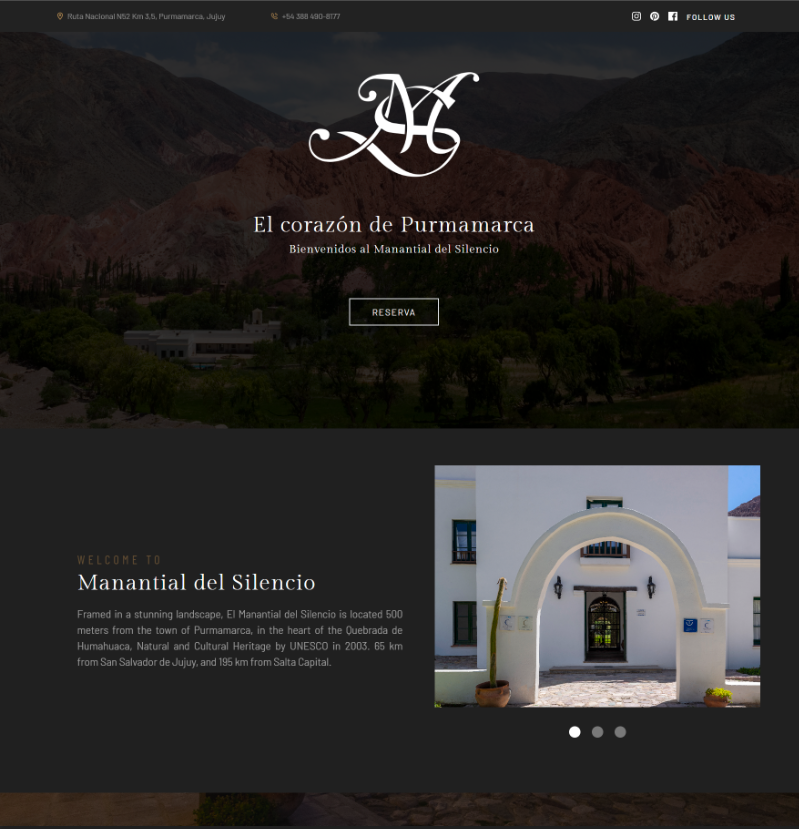 Ruta Nacional N52 Km 3,5, Purmamarca, Jujuy
+54 388 490-8177
FOLLOW US
El corazón de Purmamarca
Bienvenidos al Manantial del Silencio
RESERVA
WELCOME TO
Manantial del Silencio
Framed in a stunning landscape, El Manantial del Silencio is located 500
meters from the town of Purmamarca, in the heart of the Quebrada de
Humahuaca, Natural and Cultural Heritage by UNESCO in 2003. 65 km
from San Salvador de Jujuy, and 195 km from Salta Capital.